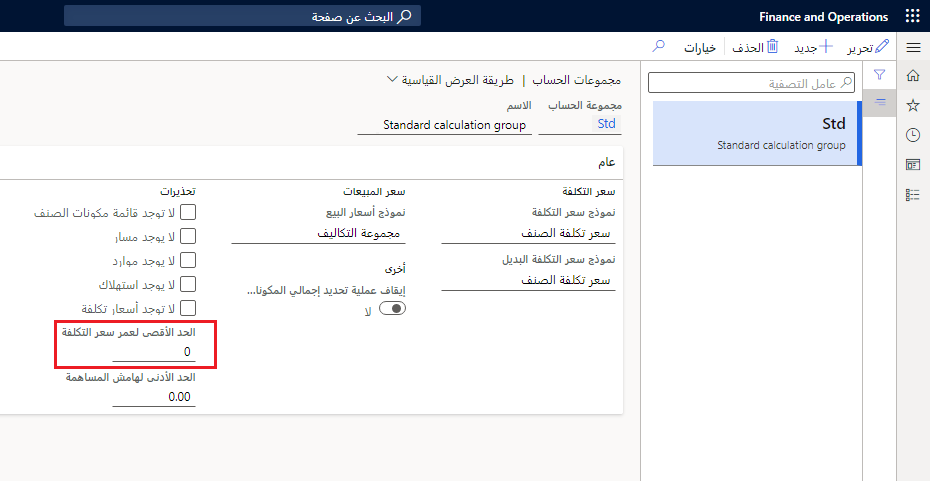 Finance and Operations
البحث عن صفحة
تحرير
جديد
الحذف
خيارات
عامل التصفية
Std
Standard calculation group
مجموعات الحساب | طريقة العرض القياسية
مجموعة الحساب
الاسم
Std
Standard calculation group
عام
سعر التكلفة
نموذج سعر التكلفة
سعر تكلفة الصنف
نموذج سعر التكلفة البديل
سعر تكلفة الصنف
سعر المبيعات
نموذج أسعار البيع
مجموعة التكاليف
أخرى
إيقاف عملية تحديد إجمالي المكونا...
لا
تحذيرات
لا توجد قائمة مكونات الصنف
لا يوجد مسار
لا يوجد موارد
لا يوجد استهلاك
لا توجد أسعار تكلفة
الحد الأقصى لعمر سعر التكلفة
0
الحد الأدنى لهامش المساهمة
0.00